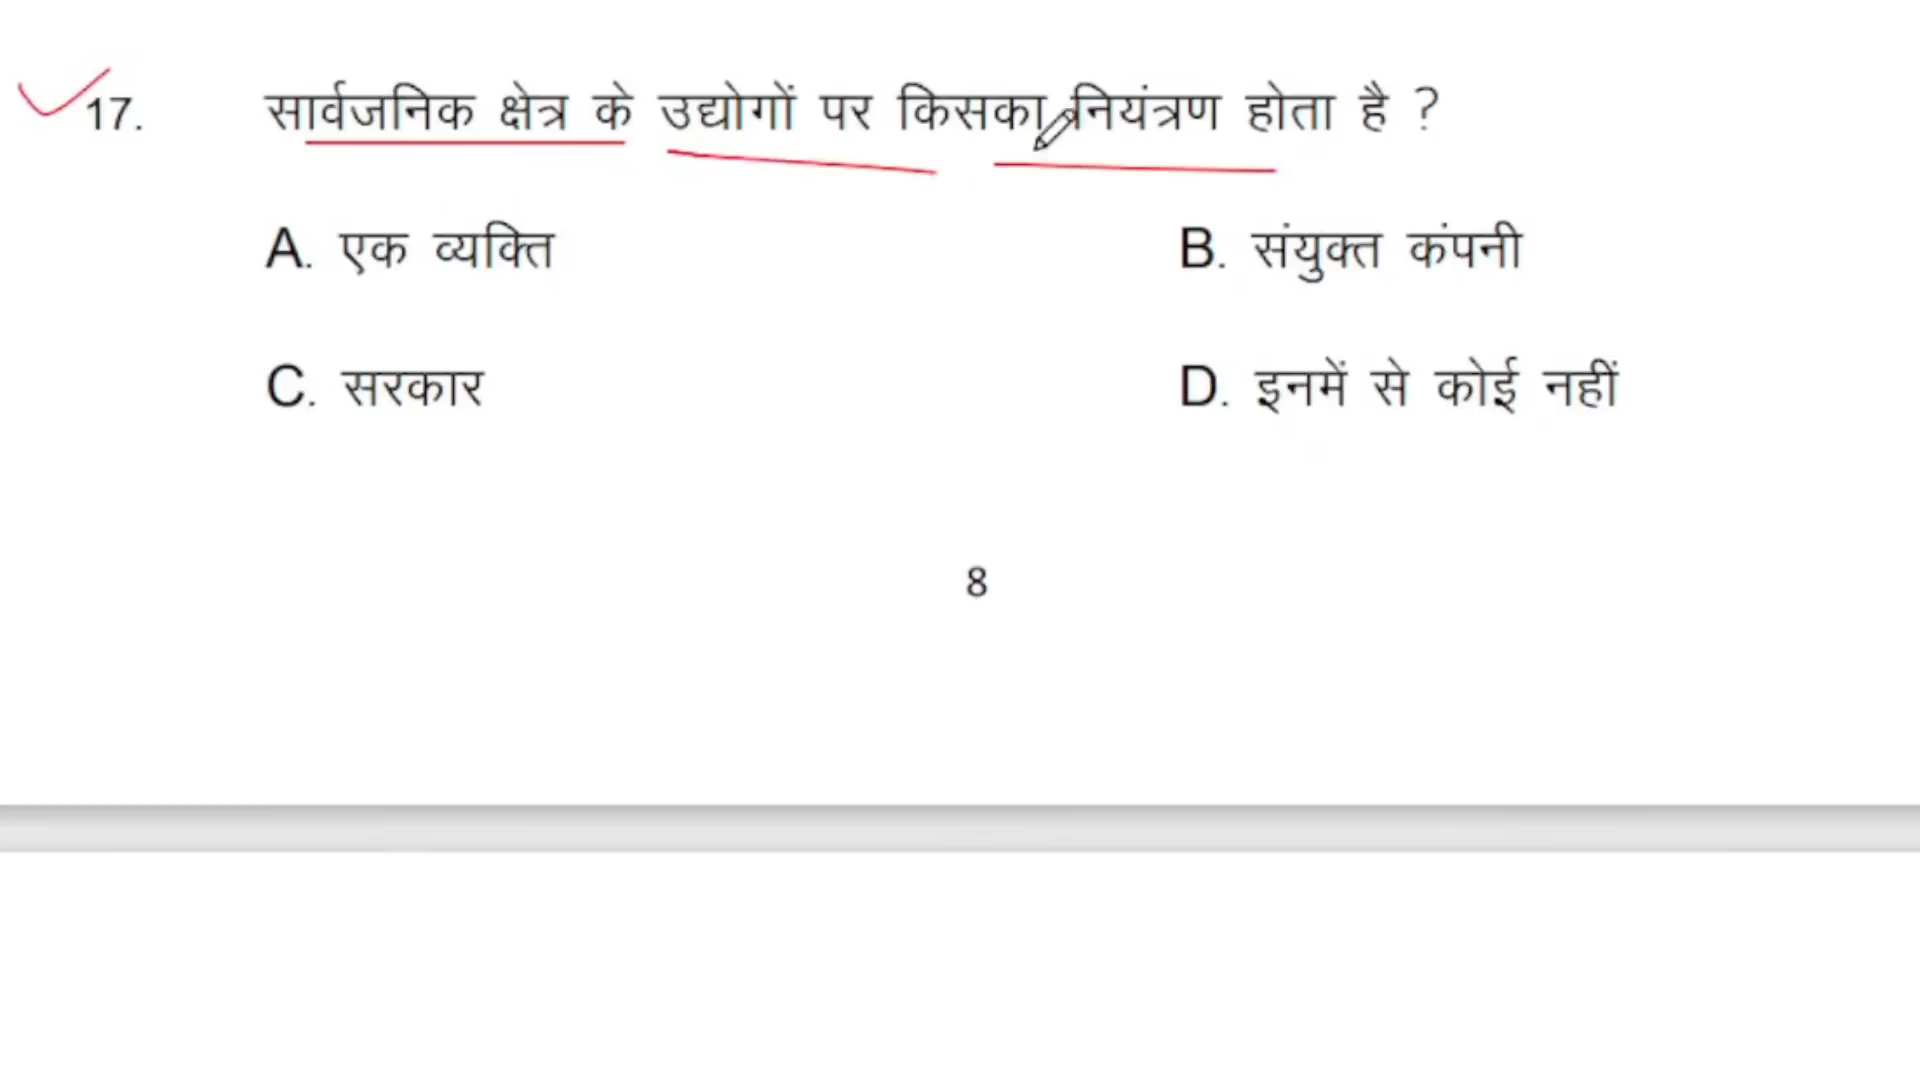 17. सार्वजनिक क्षेत्र के उद्योगों पर किसका नियंत्रण होता है ?
A. एक व्यक्ति B. संयुक्त कंपनी
C. सरकार D. इनमें से कोई नहीं
8